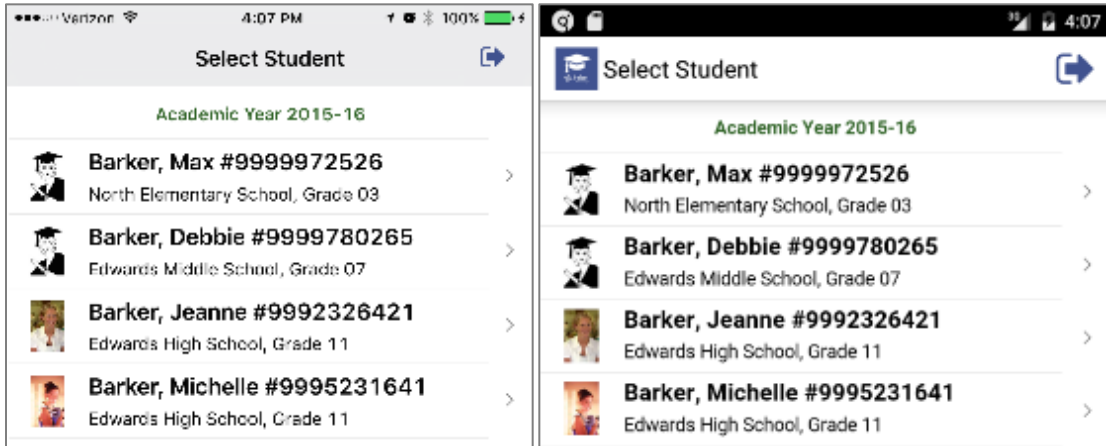 Verizon 4:07 PM 100%
Select Student
Academic Year 2015-16
Barker, Max #9999972526
North Elementary School, Grade 03
Barker, Debbie #9999780265
Edwards Middle School, Grade 07
Barker, Jeanne #9992326421
Edwards High School, Grade 11
Barker, Michelle #9995231641
Edwards High School, Grade 11
4:07
Select Student
Academic Year 2015-16
Barker, Max #9999972526
North Elementary School, Grade 03
Barker, Debbie #9999780265
Edwards Middle School, Grade 07
Barker, Jeanne #9992326421
Edwards High School, Grade 11
Barker, Michelle #9995231641
Edwards High School, Grade 11